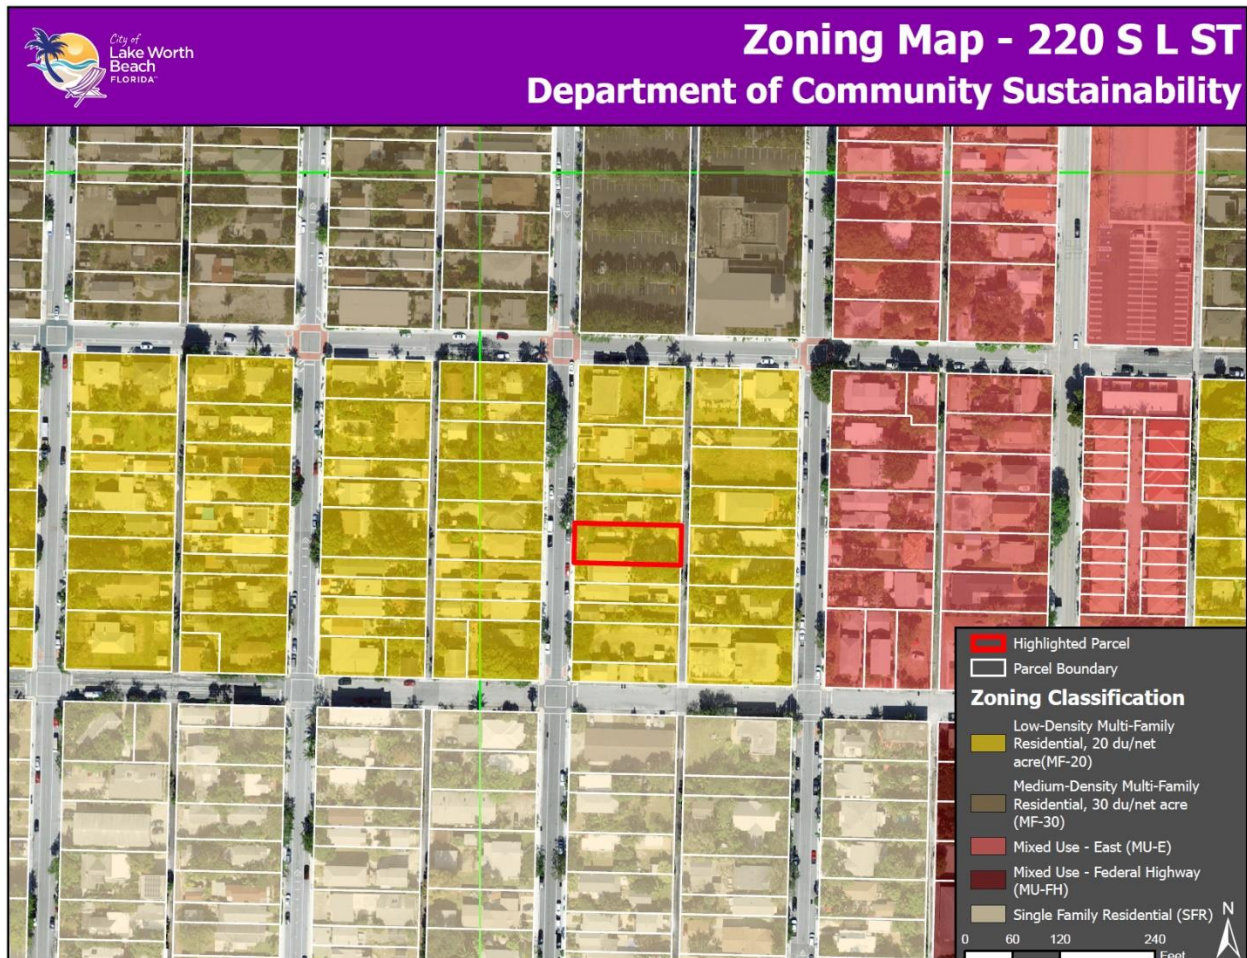 City of
Lake Worth
Beach
FLORIDA™
Zoning Map - 220 S L ST
Department of Community Sustainability
Highlighted Parcel
Parcel Boundary
Zoning Classification
Low-Density Multi-Family
Residential, 20 du/net
acre(MF-20)
Medium-Density Multi-Family
Residential, 30 du/net acre
(MF-30)
Mixed Use - East (MU-E)
Mixed Use - Federal Highway
(MU-FH)
Single Family Residential (SFR)
N
0 60 120 240
Feet